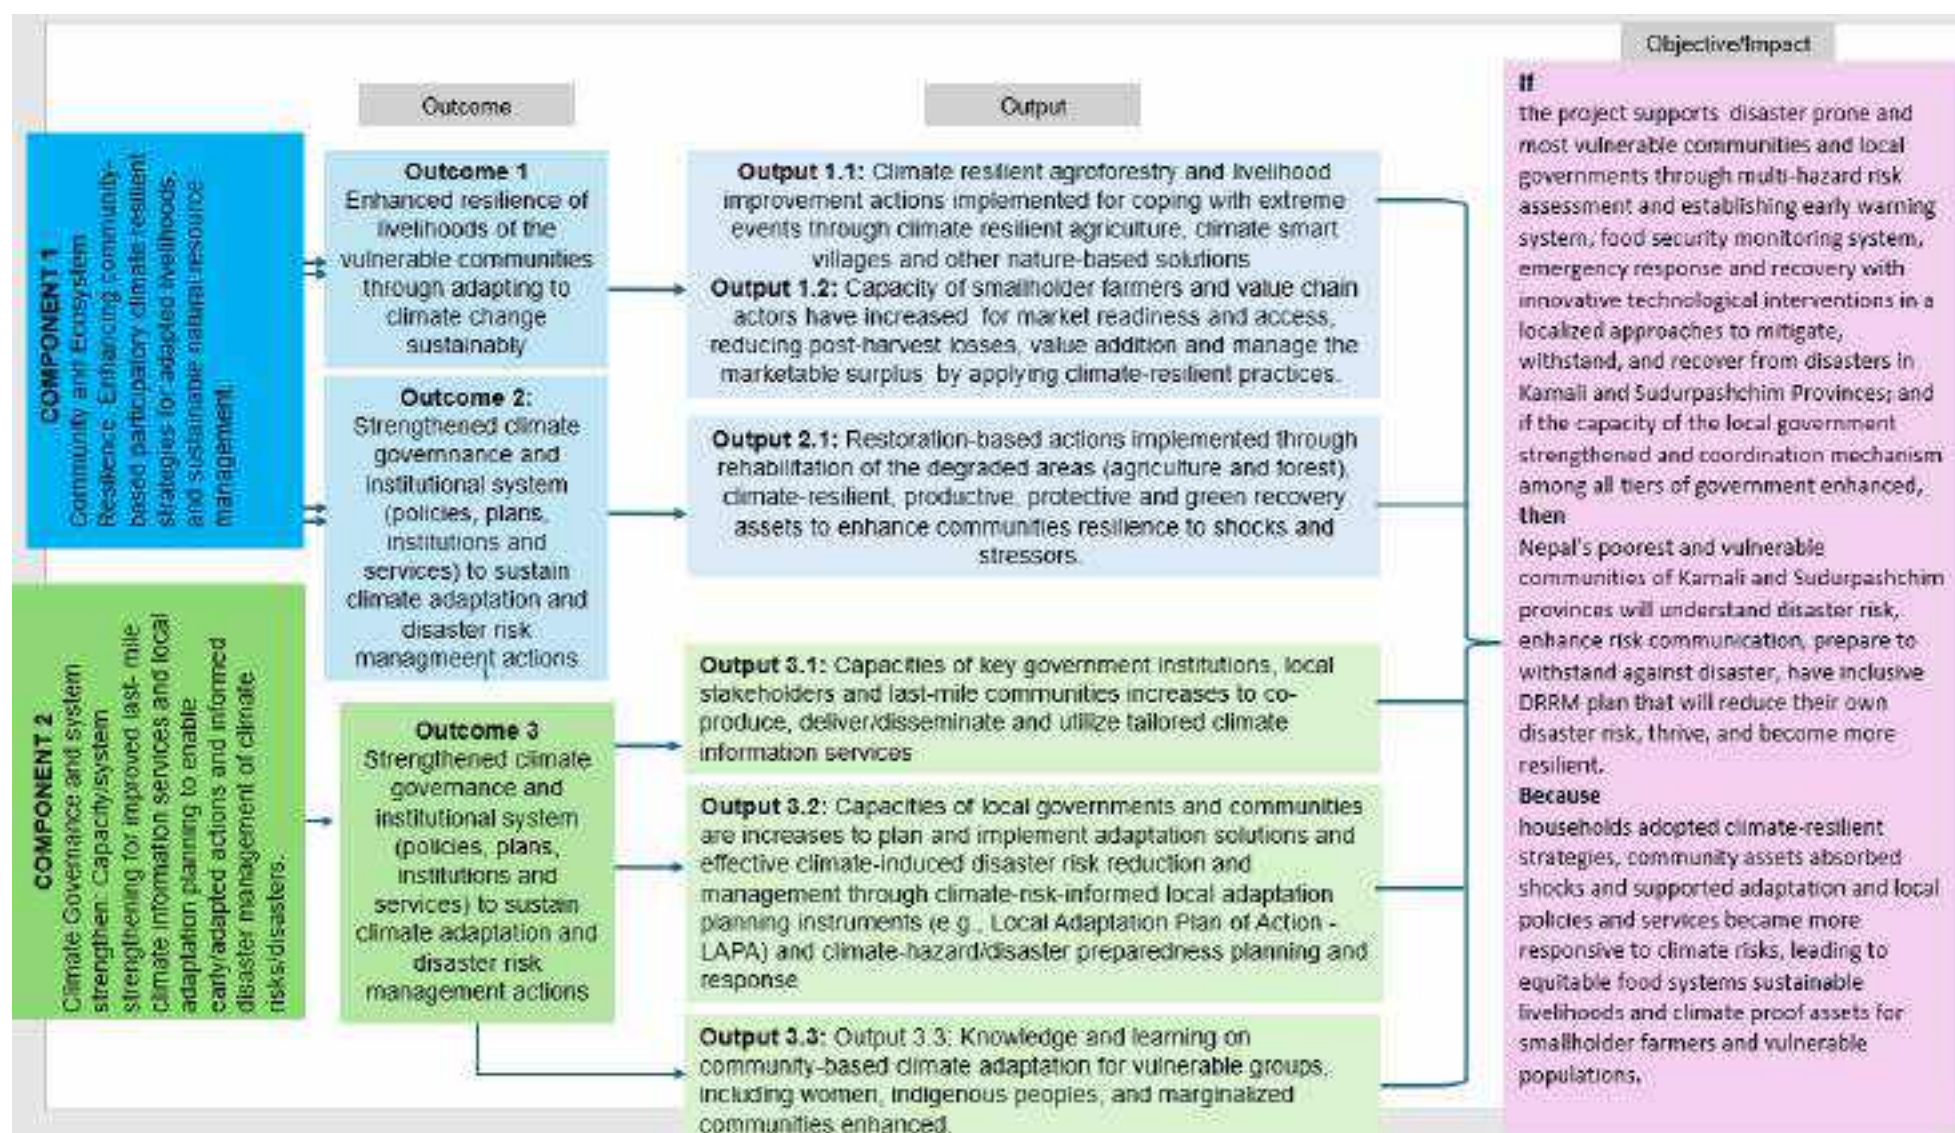 Objective/Impact
Outcome
Output
COMPONENT 1
Community and Ecosystem
Resilience: Enhancing community-
based participatory climate resilient
strategies for adapted livelihoods,
and sustainable natural resource
management.
COMPONENT 2
Climate Governance and system
strengthen: Capacity/system
strengthening for improved last- mile
climate information services and local
adaptation planning to enable
early/adapted actions and informed
disaster management of climate
risks/disasters.
Outcome 1
Enhanced resilience of
livelihoods of the
vulnerable communities
through adapting to
climate change
sustainably
Outcome 2:
Strengthened climate
governnance and
institutional system
(policies, plans,
institutions and
services) to sustain
climate adaptation and
disaster risk
managmeent actions
Outcome 3
Strengthened climate
governance and
institutional system
(policies, plans,
institutions and
services) to sustain
climate adaptation and
disaster risk
management actions
Output 1.1: Climate resilient agroforestry and livelihood
improvement actions implemented for coping with extreme
events through climate resilient agriculture, climate smart
villages and other nature-based solutions
Output 1.2: Capacity of smallholder farmers and value chain
actors have increased for market readiness and access,
reducing post-harvest losses, value addition and manage the
marketable surplus by applying climate-resilient practices.
Output 2.1: Restoration-based actions implemented through
rehabilitation of the degraded areas (agriculture and forest),
climate-resilient, productive, protective and green recovery
assets to enhance communities resilience to shocks and
stressors.
Output 3.1: Capacities of key government institutions, local
stakeholders and last-mile communities increases to co-
produce, deliver/disseminate and utilize tailored climate
information services
Output 3.2: Capacities of local governments and communities
are increases to plan and implement adaptation solutions and
effective climate-induced disaster risk reduction and
management through climate-risk-informed local adaptation
planning instruments (e.g., Local Adaptation Plan of Action -
LAPA) and climate-hazard/disaster preparedness planning and
response
Output 3.3: Output 3.3: Knowledge and learning on
community-based climate adaptation for vulnerable groups,
including women, indigenous peoples, and marginalized
communities enhanced.
If
the project supports disaster prone and
most vulnerable communities and local
governments through multi-hazard risk
assessment and establishing early warning
system, food security monitoring system,
emergency response and recovery with
innovative technological interventions in a
localized approaches to mitigate,
withstand, and recover from disasters in
Karnali and Sudurpashchim Provinces; and
if the capacity of the local government
strengthened and coordination mechanism
among all tiers of government enhanced,
then
Nepal's poorest and vulnerable
communities of Karnali and Sudurpashchim
provinces will understand disaster risk,
enhance risk communication, prepare to
withstand against disaster, have inclusive
DRRM plan that will reduce their own
disaster risk, thrive, and become more
resilient.
Because
households adopted climate-resilient
strategies, community assets absorbed
shocks and supported adaptation and local
policies and services became more
responsive to climate risks, leading to
equitable food systems sustainable
livelihoods and climate proof assets for
smallholder farmers and vulnerable
populations.